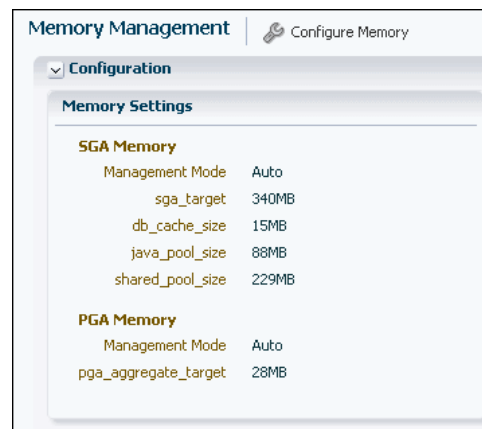 Memory Management Configure Memory
Configuration
Memory Settings
SGA Memory
Management Mode Auto
sga_target 340MB
db_cache_size 15MB
java_pool_size 88MB
shared_pool_size 229MB
PGA Memory
Management Mode Auto
pga_aggregate_target 28MB